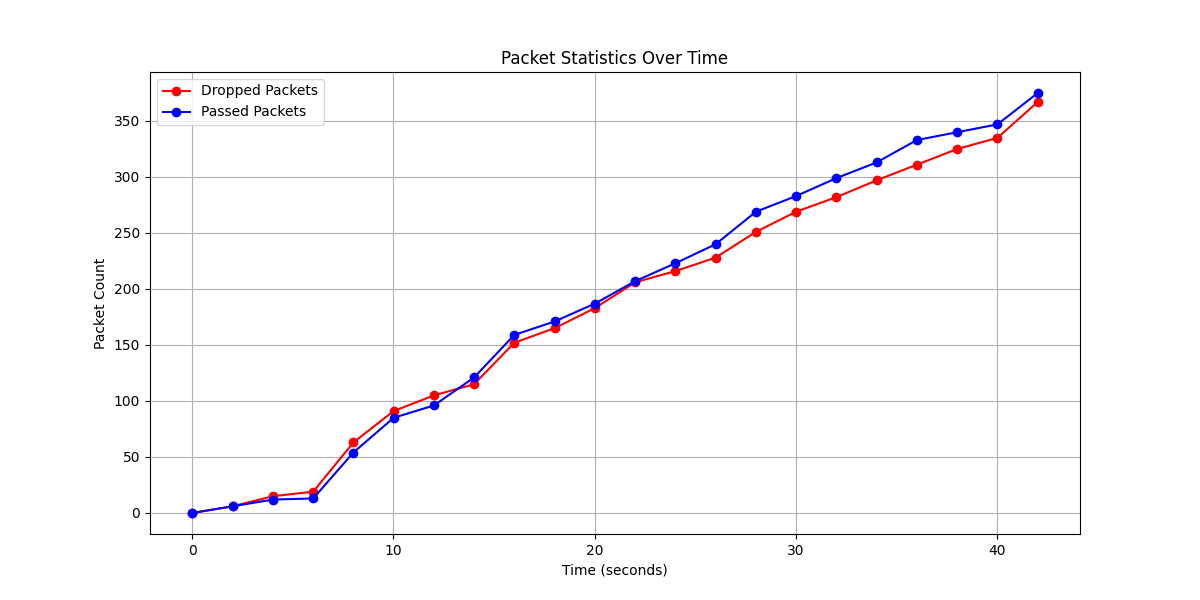 Packet Statistics Over Time
Dropped Packets
Passed Packets
Packet Count
350
300
250
200
150
100
50
0
0 10 20 30 40
Time (seconds)